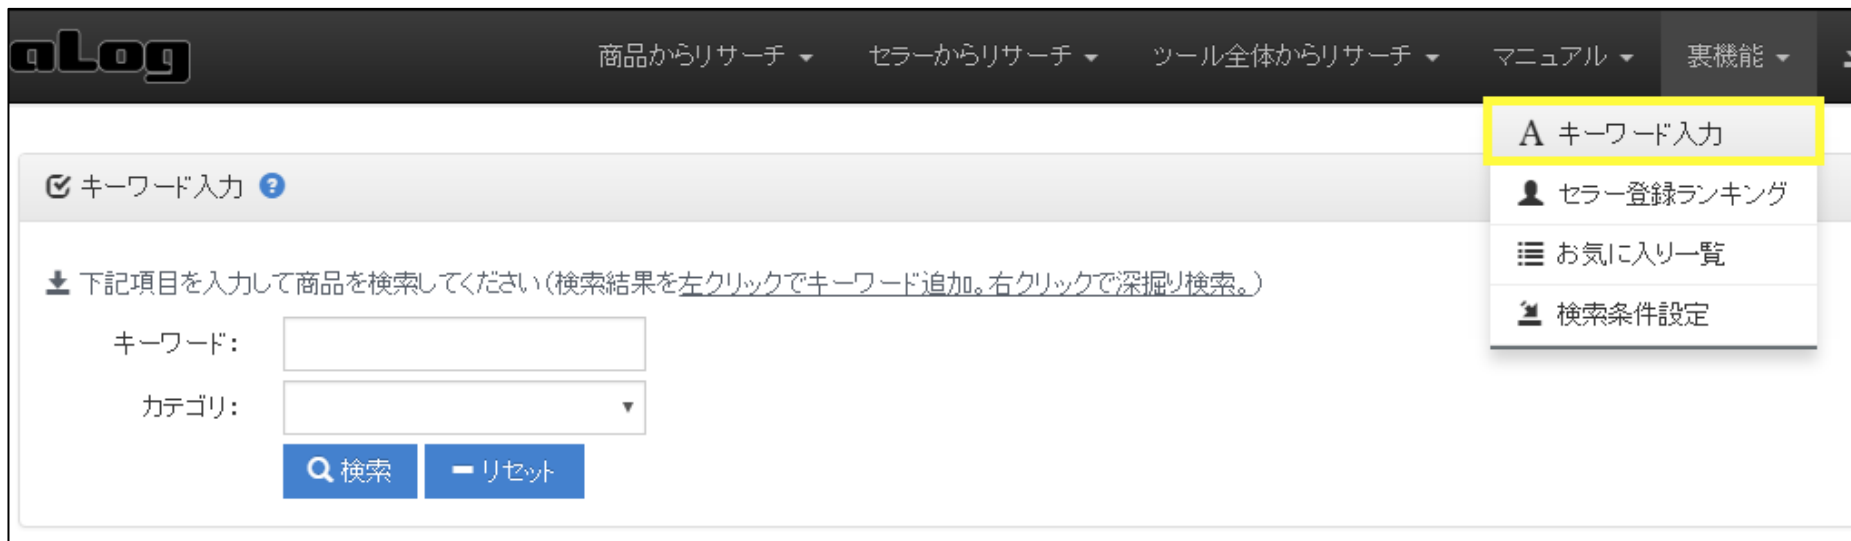 aLog
商品からリサーチ セラーからリサーチ ツール全体からリサーチ マニュアル 裏機能
A キーワード入力
セラー登録ランキング
お気に入り一覧
検索条件設定
キーワード入力 ?
下記項目を入力して商品を検索してください(検索結果を左クリックでキーワード追加。右クリックで深掘り検索。)
キーワード:
カテゴリ:
検索 リセット